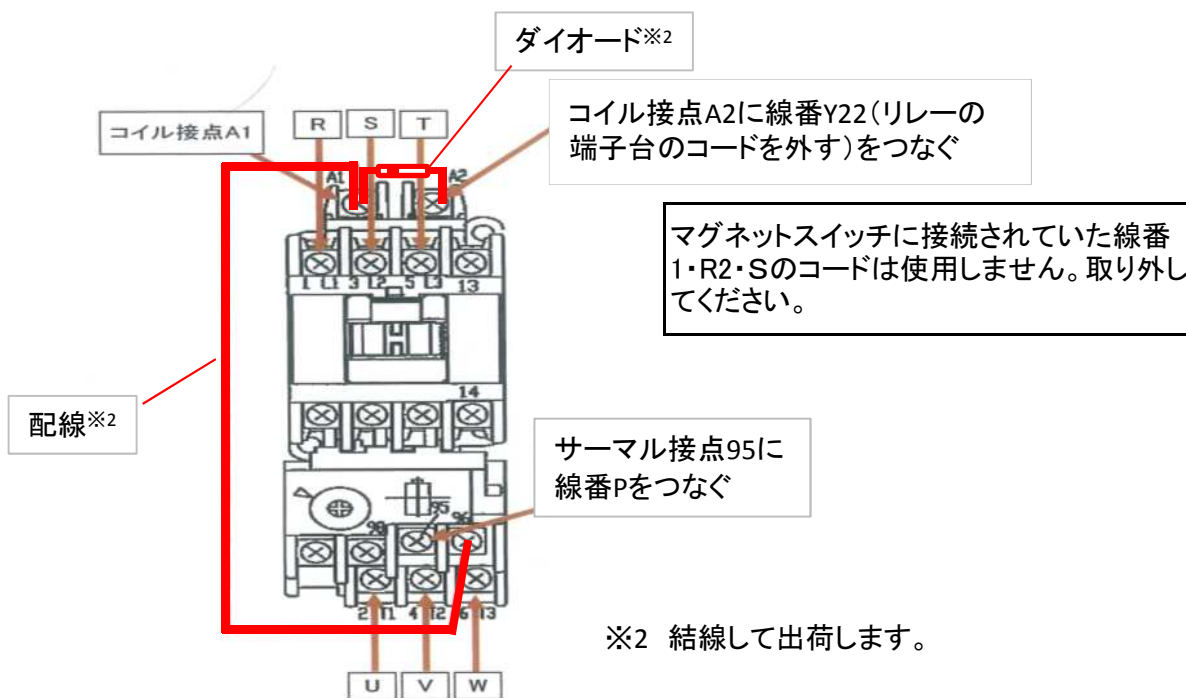 ダイオード※2
コイル接点A2に線番Y22(リレーの
端子台のコードを外す)をつなぐ
コイル接点A1
R S T
A1 A2
マグネットスイッチに接続されていた線番
1・R2・Sのコードは使用しません。取り外し
てください。
1 L1 3 L2 5 L3 13
14
配線※2
サーマル接点95に
線番Pをつなぐ
95 96
98
2 T1 4 T2 6 T3
※2 結線して出荷します。
U V W